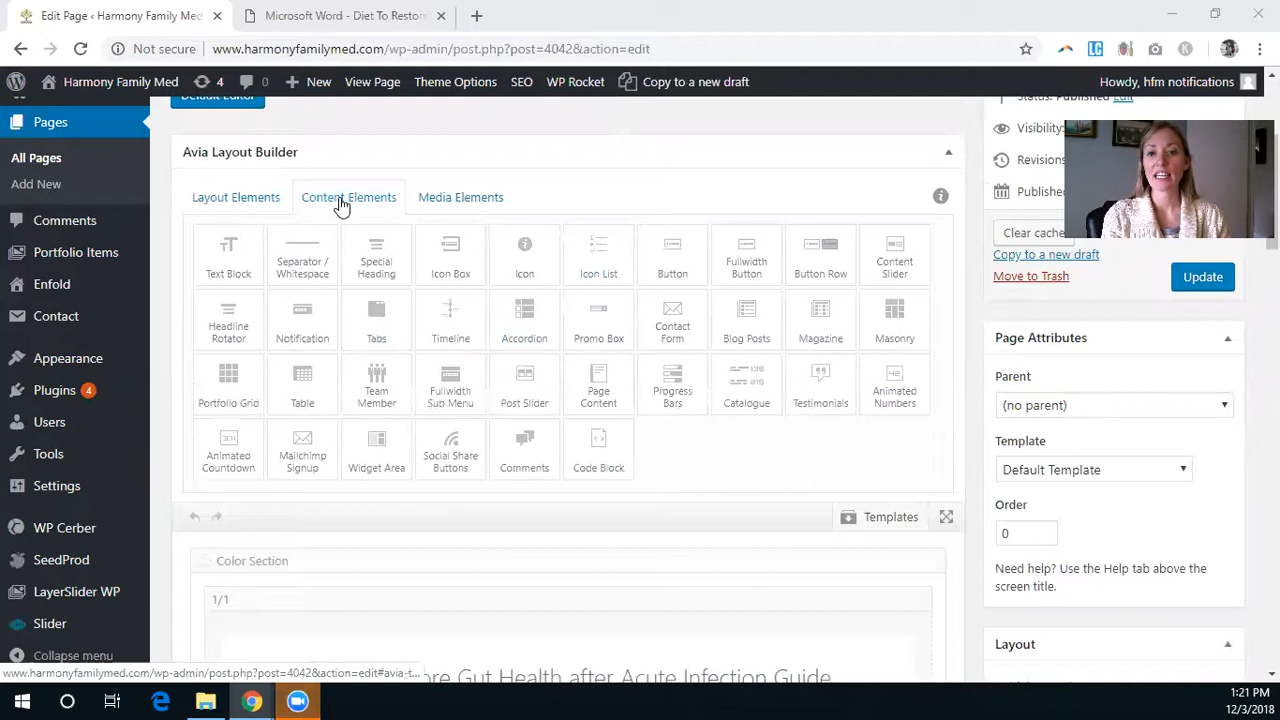 Edit Page ‹ Harmony Family Med
Microsoft Word - Diet To Restor
Not secure www.harmonyfamilymed.com/wp-admin/post.php?post=4042&action=edit
Harmony Family Med 4 0 New View Page Theme Options SEO WP Rocket Copy to a new draft Howdy, hfm notifications
Pages
All Pages
Add New
Comments
Portfolio Items
Enfold
Contact
Appearance
Plugins 4
Users
Tools
Settings
WP Cerber
SeedProd
LayerSlider WP
Slider
Collapse menu
Default Editor
Avia Layout Builder
Layout Elements Content Elements Media Elements
Text Block
Separator /
Whitespace
Special
Heading
Icon Box
Icon
Icon List
Button
Fullwidth
Button
Button Row
Content
Slider
Headline
Rotator
Notification
Tabs
Timeline
Accordion
Promo Box
Contact
Form
Blog Posts
Magazine
Masonry
Portfolio Grid
Table
Team
Member
Fullwidth
Sub Menu
Post Slider
Page
Content
Progress
Bars
Catalogue
Testimonials
42
Animated
Numbers
Animated
Countdown
Mailchimp
Signup
Widget Area
Social Share
Buttons
Comments
Code Block
Templates
Color Section
1/1
ore Gut Health after Acute Infection Guide
Status: Published Edit
Visibility:
Revisions
Published
Clear cache
Copy to a new draft
Move to Trash
Update
Page Attributes
Parent
(no parent)
Template
Default Template
Order
0
Need help? Use the Help tab above the
screen title.
Layout
www.harmonyfamilymed.com/wp-admin/post.php?post=4042&action=edit#avia-t...
1:21 PM
12/3/2018